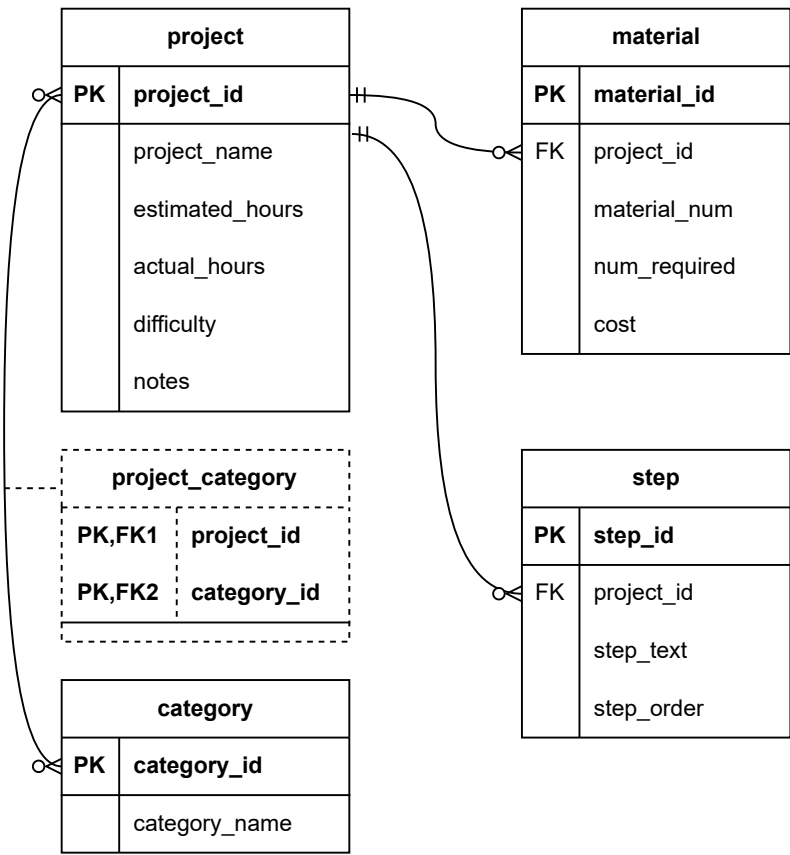 project
PK project_id
project_name
estimated_hours
actual_hours
difficulty
notes
material
PK material_id
FK project_id
material_num
num_required
cost
project_category
PK,FK1 project_id
PK,FK2 category_id
step
PK step_id
FK project_id
step_text
step_order
category
PK category_id
category_name